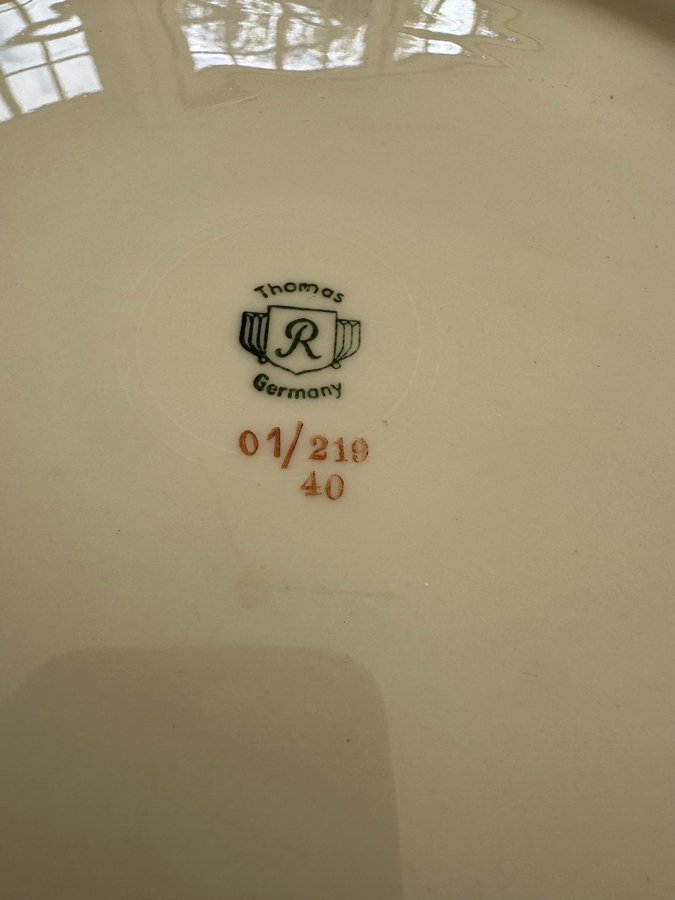 Thomas
R
Germany
01/219
40